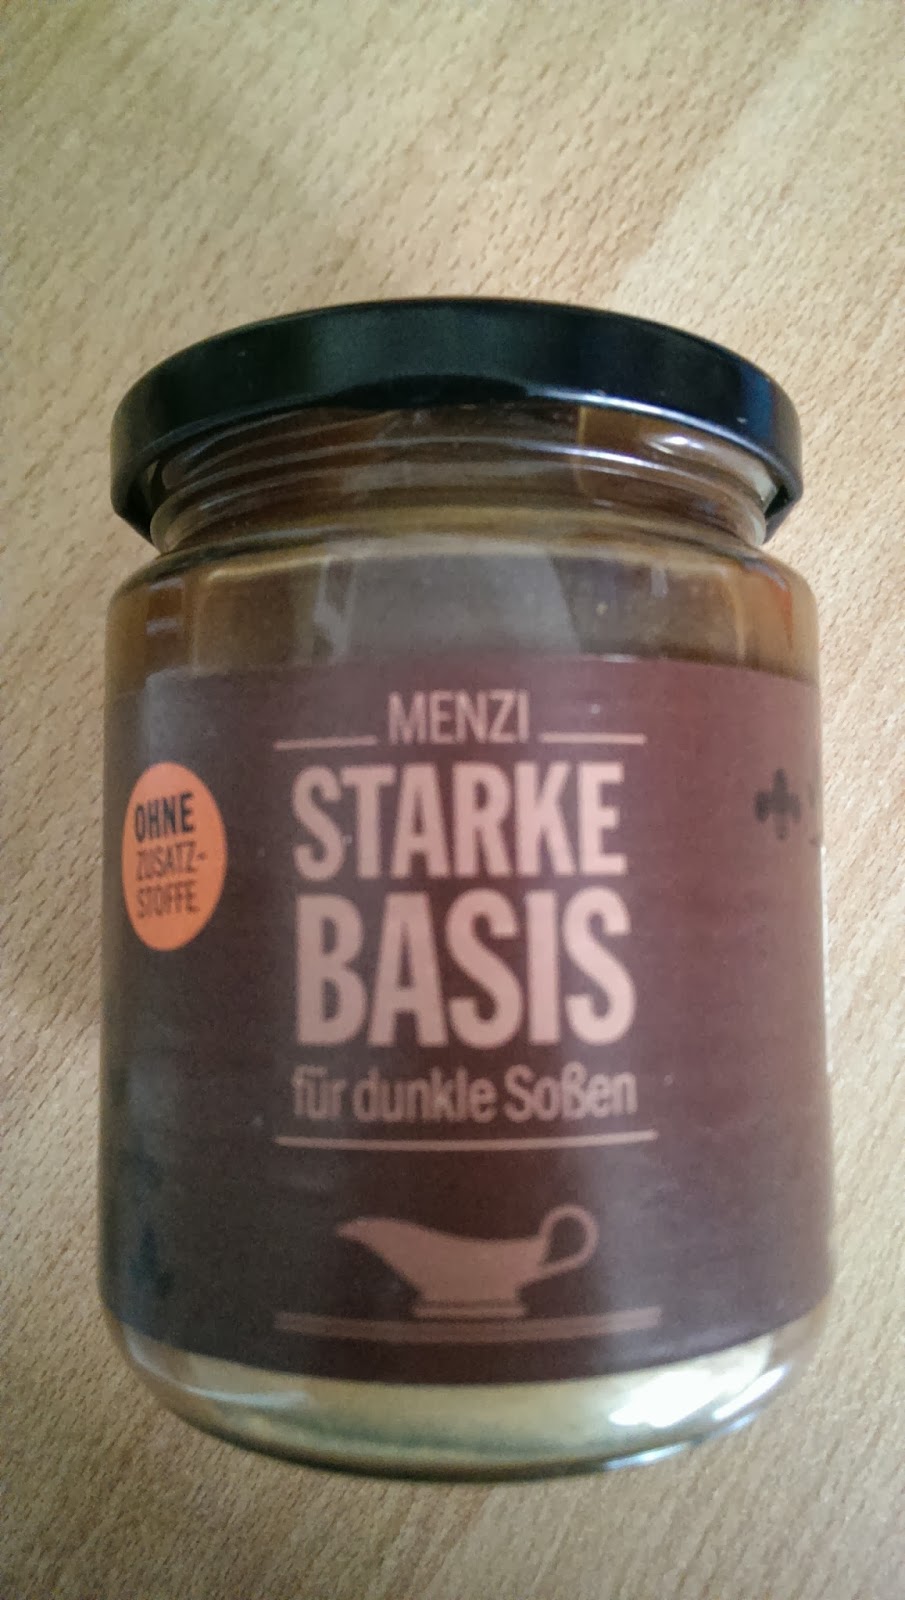 MENZI
STARKE
BASIS
für dunkle Soßen
OHNE
ZUSATZ-
STOFFE